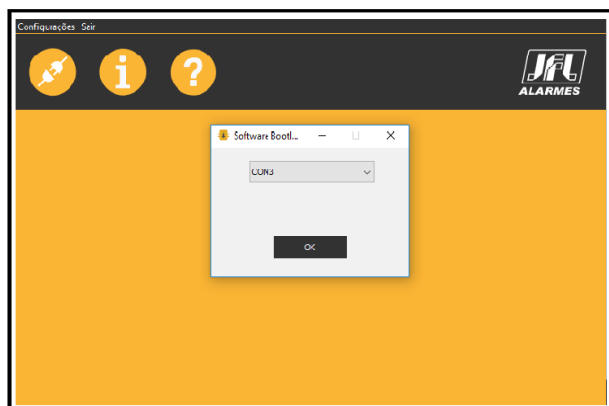 Configurações Sair
JFL
ALARMES
Software Bootl...
COM3
OK